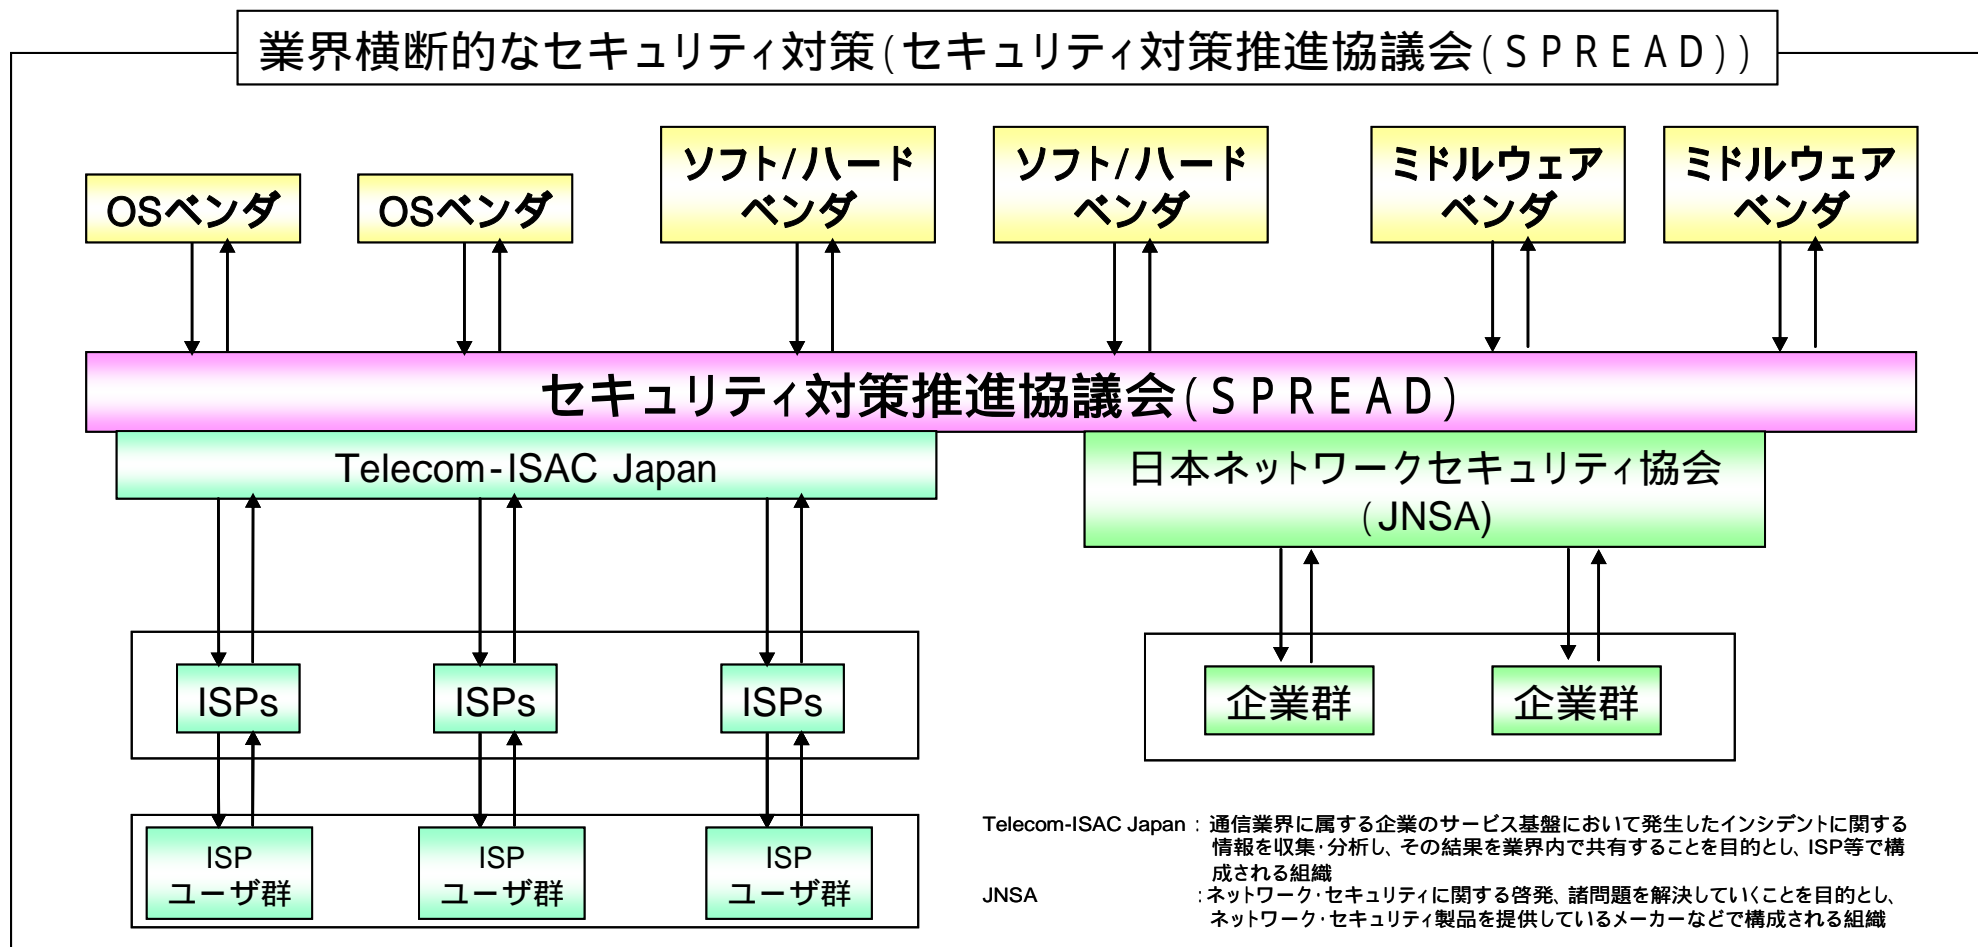 業界横断的なセキュリティ対策(セキュリティ対策推進協議会(SPREAD))
OSベンダ
OSベンダ
ソフト/ハード
ベンダ
ソフト/ハード
ベンダ
ミドルウェア
ベンダ
ミドルウェア
ベンダ
セキュリティ対策推進協議会(SPREAD)
Telecom-ISAC Japan
日本ネットワークセキュリティ協会
(JNSA)
ISPs
ISPs
ISPs
企業群
企業群
ISP
ユーザ群
ISP
ユーザ群
ISP
ユーザ群
Telecom-ISAC Japan : 通信業界に属する企業のサービス基盤において発生したインシデントに関する
情報を収集・分析し、その結果を業界内で共有することを目的とし、ISP等で構
成される組織
JNSA :ネットワーク・セキュリティに関する啓発、諸問題を解決していくことを目的とし、
ネットワーク・セキュリティ製品を提供しているメーカーなどで構成される組織